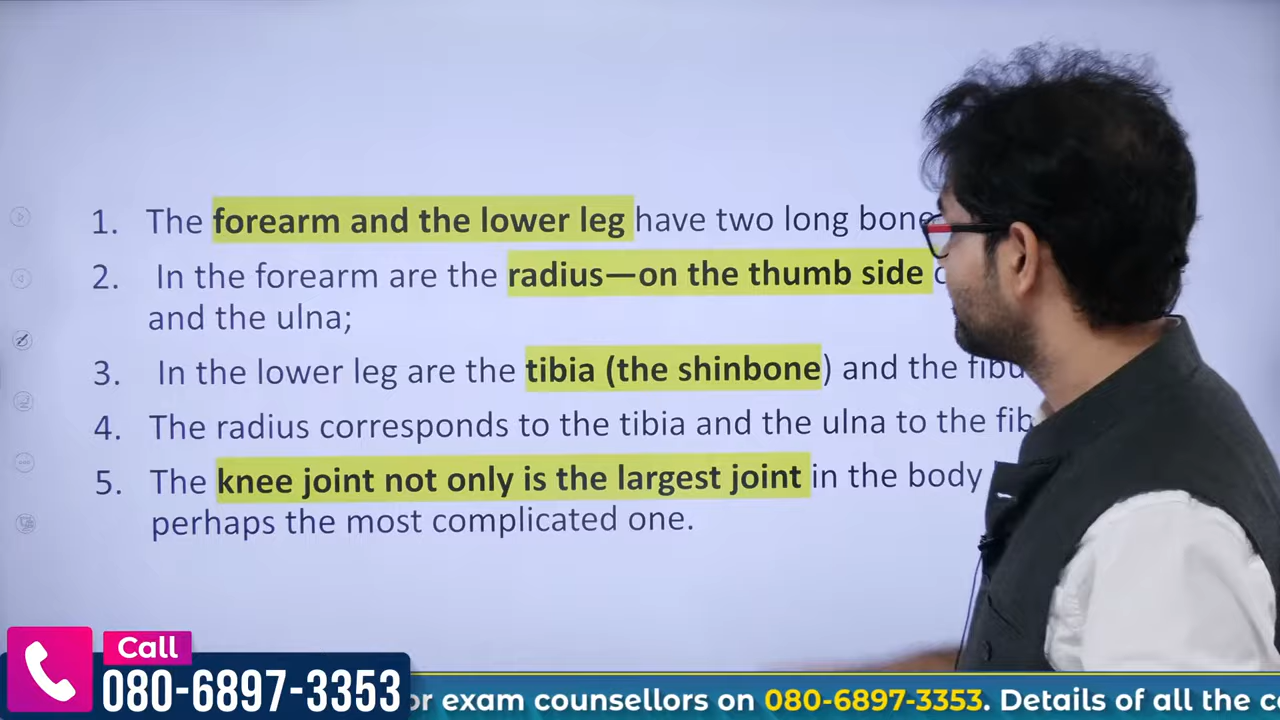 1. The forearm and the lower leg have two long
2. In the forearm are the radius—on the thumb side
and the ulna;
3. In the lower leg are the tibia (the shinbone) and the
4. The radius corresponds to the tibia and the ulna to the
5. The knee joint not only is the largest joint in the body
perhaps the most complicated one.
Call
080-6897-3353
exam counsellors on 080-6897-3353. Details of all the